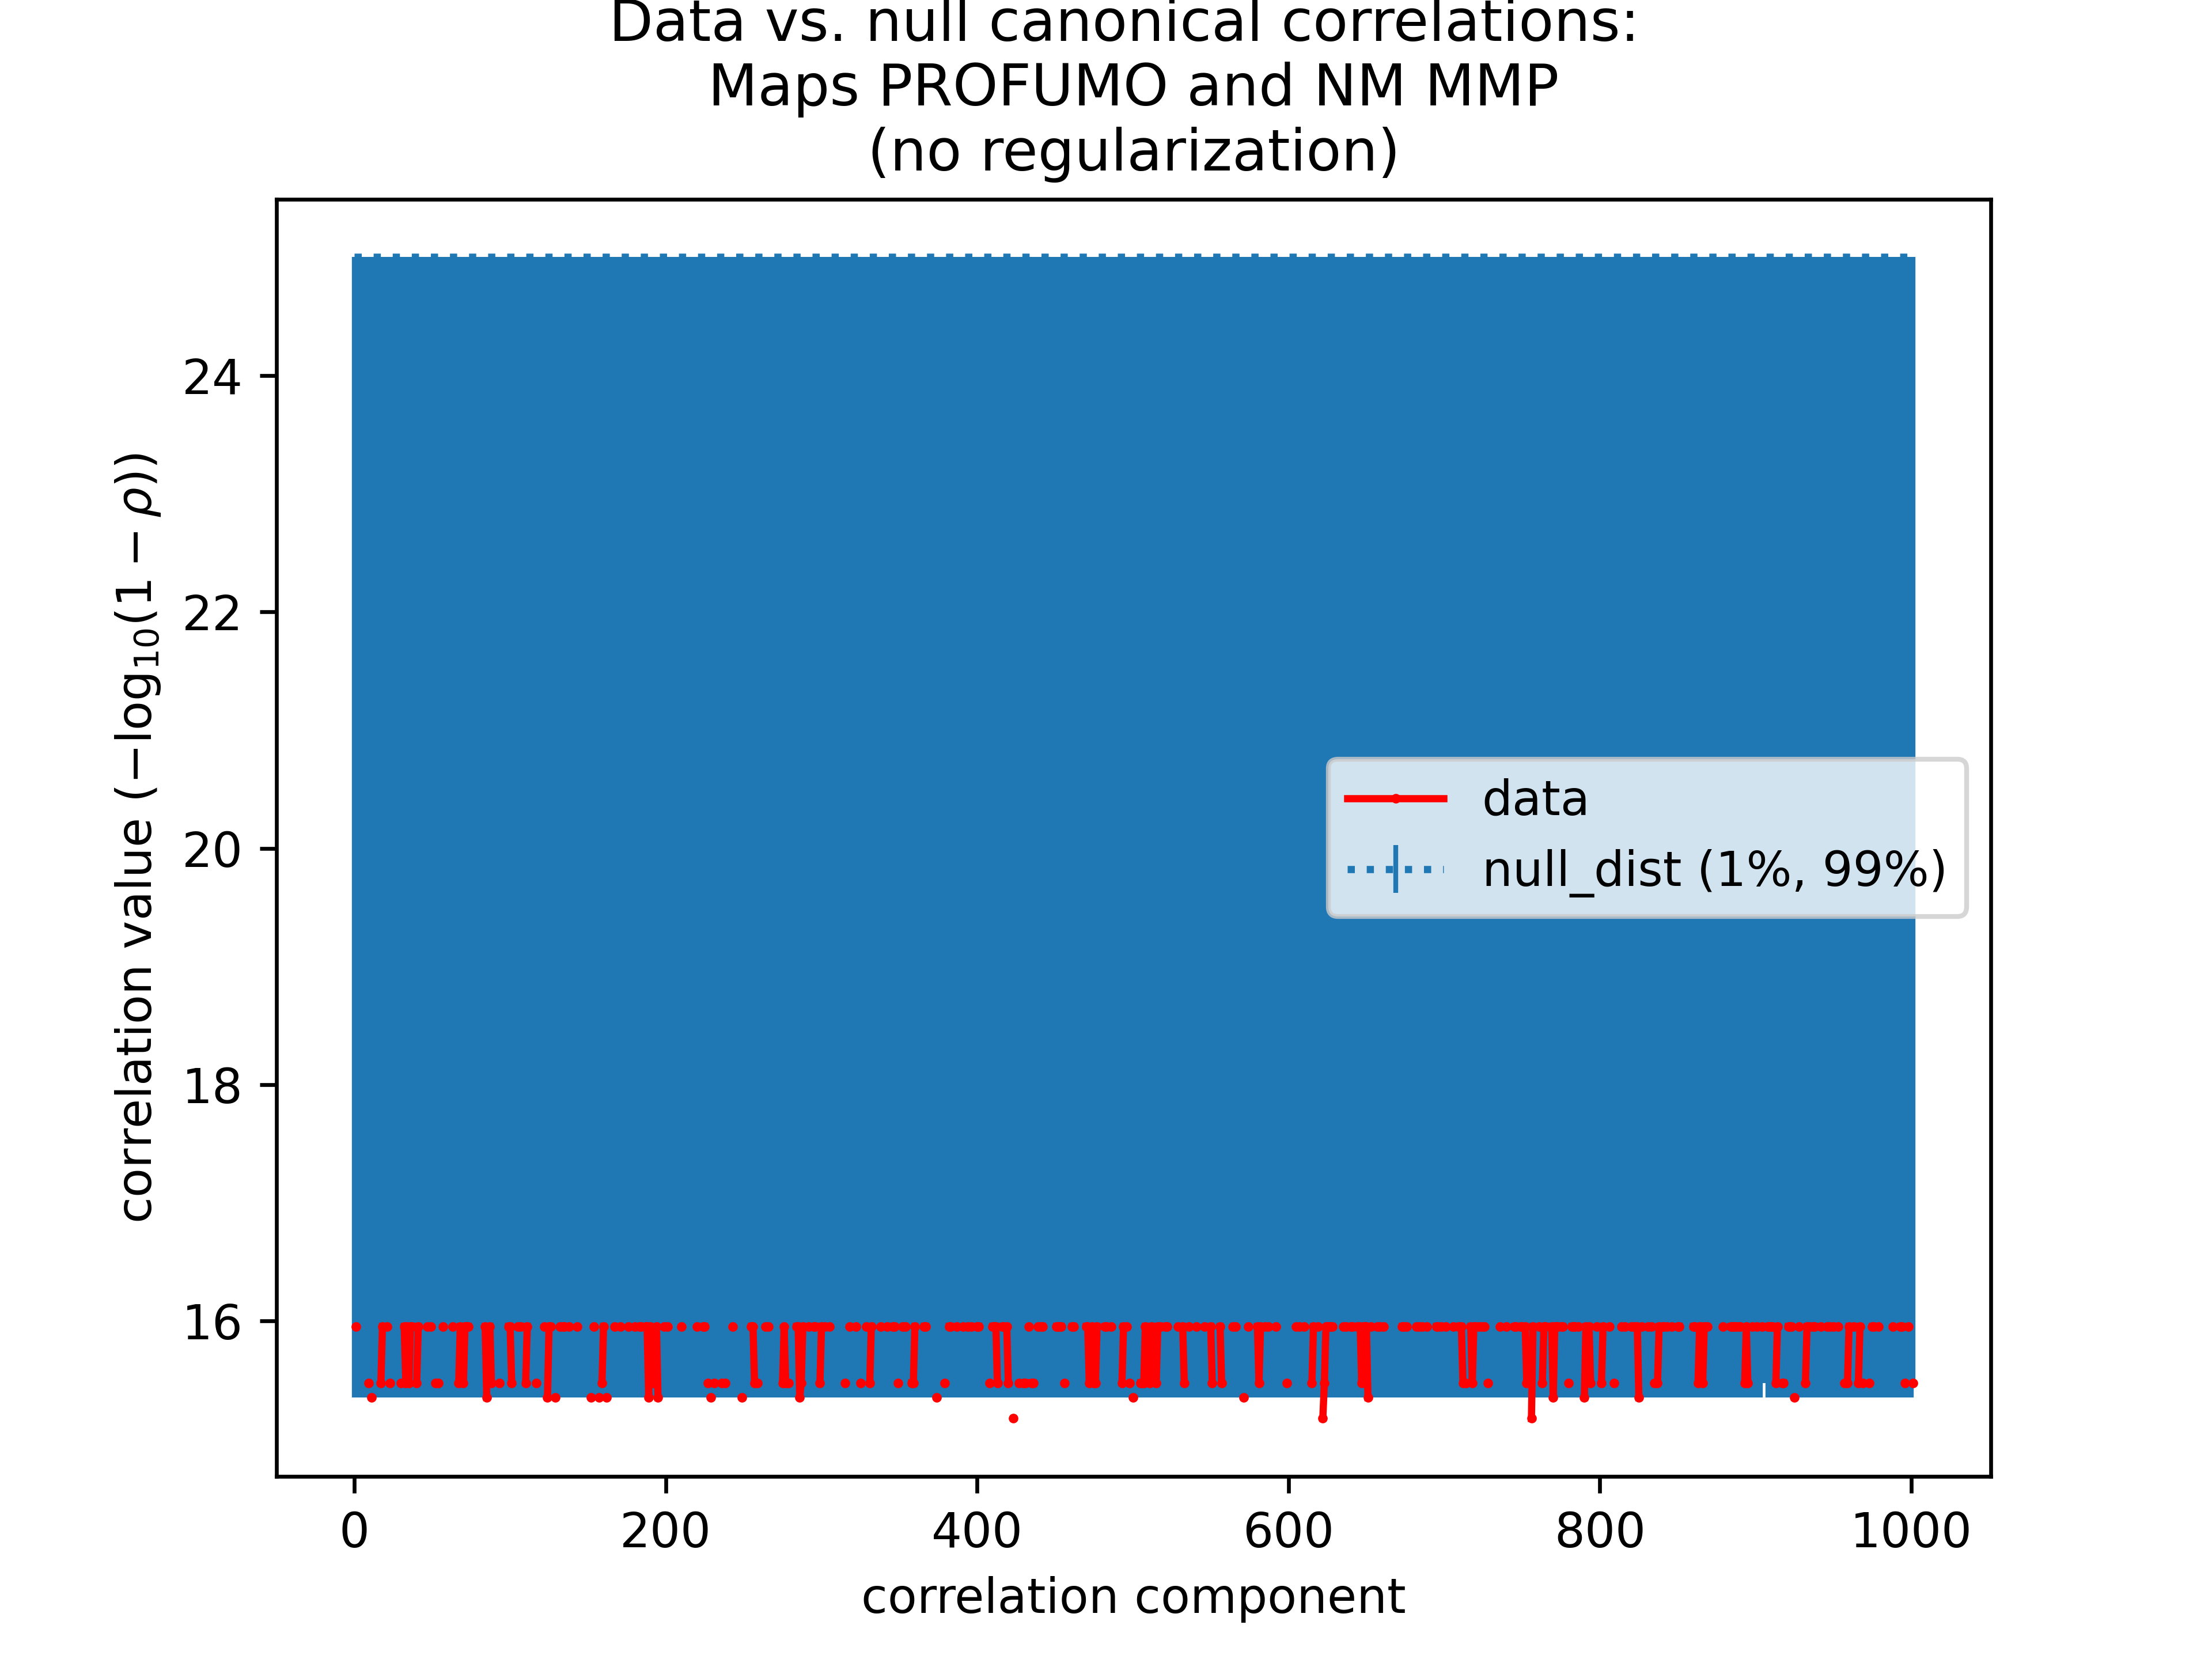 Data vs. null canonical correlations:
Maps PROFUMO and NM MMP
(no regularization)
correlation value (−log₁₀(1 − ρ))
24
22
20
18
16
data
null_dist (1%, 99%)
0 200 400 600 800 1000
correlation component